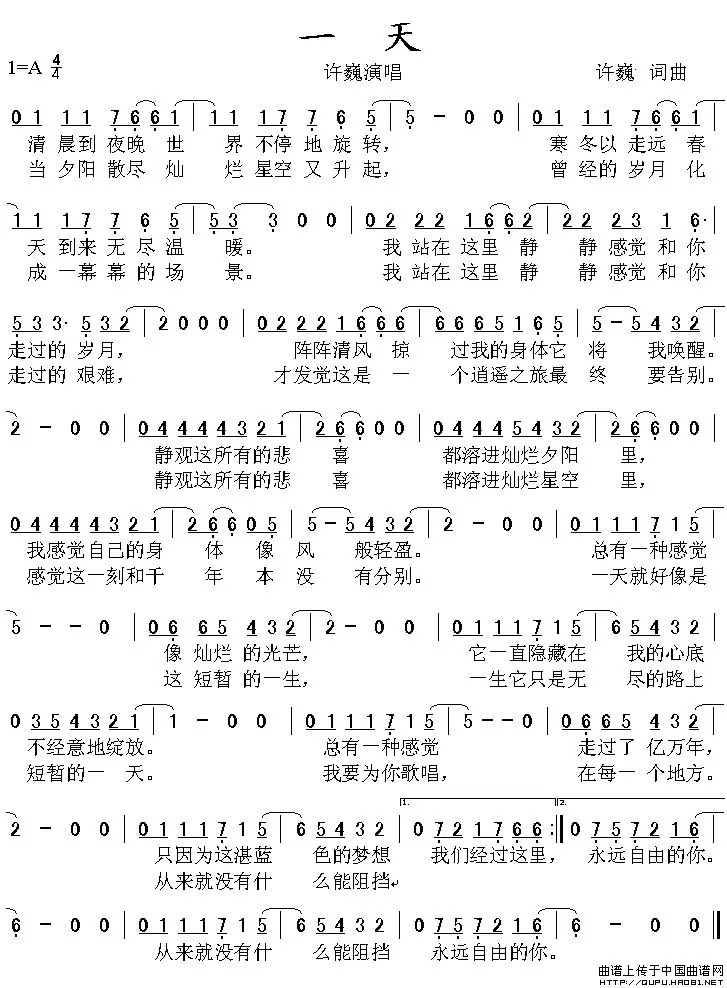 一 天
1=A 4/4 许巍演唱 许巍 词曲
0 1 1 1 7 6 6 1 | 1 1 1 7 7 6 5 | 5 - 0 0 | 0 1 1 1 7 6 6 1 |
清 晨到 夜晚 世 界 不停 地 旋转, 寒 冬以 走远 春
当 夕阳 散尽 灿 烂 星空 又 升起, 曾 经的 岁月 化
1 1 1 7 7 6 5 | 5 3 3 0 0 | 0 2 2 2 1 6 6 2 | 2 2 2 3 1 6·
天 到来 无 尽温 暖。 我 站在 这里 静 静 感觉 和你
成 一幕 幕的 场 景。 我 站在 这里 静 静 感觉 和你
5 3 3· 5 3 2 | 2 0 0 0 | 0 2 2 2 1 6 6 | 6 6 6 5 1 6 5 | 5 - 5 4 3 2 |
走过的 岁月, 阵阵清风 掠 过我的身体它 将 我唤醒。
走过的 艰难, 才发觉这是 一 个逍遥之旅最 终 要告别。
2 - 0 0 | 0 4 4 4 4 3 2 1 | 2 6 6 0 0 | 0 4 4 4 5 4 3 2 | 2 6 6 0 0 |
静观这所有的悲 喜 都溶进灿烂夕阳 里,
静观这所有的悲 喜 都溶进灿烂星空 里,
0 4 4 4 4 4 3 2 1 | 2 6 6 0 5 | 5 - 5 4 3 2 | 2 - 0 0 | 0 1 1 1 7 1 5 |
我感觉自己的身 体 像 风 般轻盈。 总有一种感觉
感觉这一刻和千 年 本 没 有分别。 一天就好像是
5 - - 0 | 0 6 6 5 4 3 2 | 2 - 0 0 | 0 1 1 1 7 1 5 | 6 5 4 3 2 |
像 灿烂 的光芒, 它一直隐藏在 我的心底
这 短暂 的一生, 一生它只是无 尽的路上
0 3 5 4 3 2 1 | 1 - 0 0 | 0 1 1 1 7 1 5 | 5 - - 0 | 0 6 6 5 4 3 2 |
不经意地绽放。 总有一种感觉 走过了 亿万年,
短暂的一 天。 我要为你歌唱, 在每一 个地方。
1. 2.
2 - 0 0 | 0 1 1 1 7 1 5 | 6 5 4 3 2 | 0 7 2 1 7 6 6 :| 0 7 5 7 2 1 6 |
只因为这湛蓝 色的梦想 我们经过这里, 永远自由的你。
从来就没有什 么能阻挡
6 - 0 0 | 0 1 1 1 7 1 5 | 6 5 4 3 2 | 0 7 5 7 2 1 6 | 6 - 0 0 ‖
从来就没有什 么能阻挡 永远自由的你。
曲谱上传于中国曲谱网
HTTP://QUPU.HAO81.NET